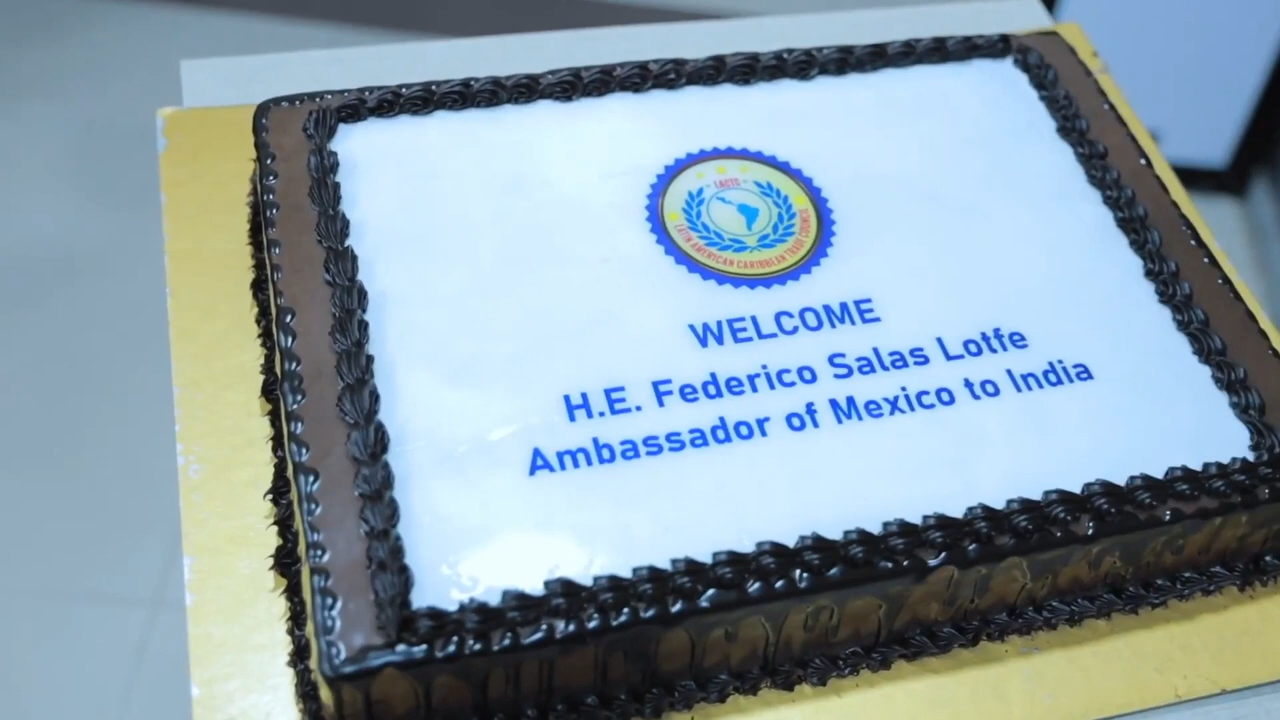 LACTC
LATIN AMERICAN CARIBBEAN TRADE COUNCIL
WELCOME
H.E. Federico Salas Lotfe
Ambassador of Mexico to India